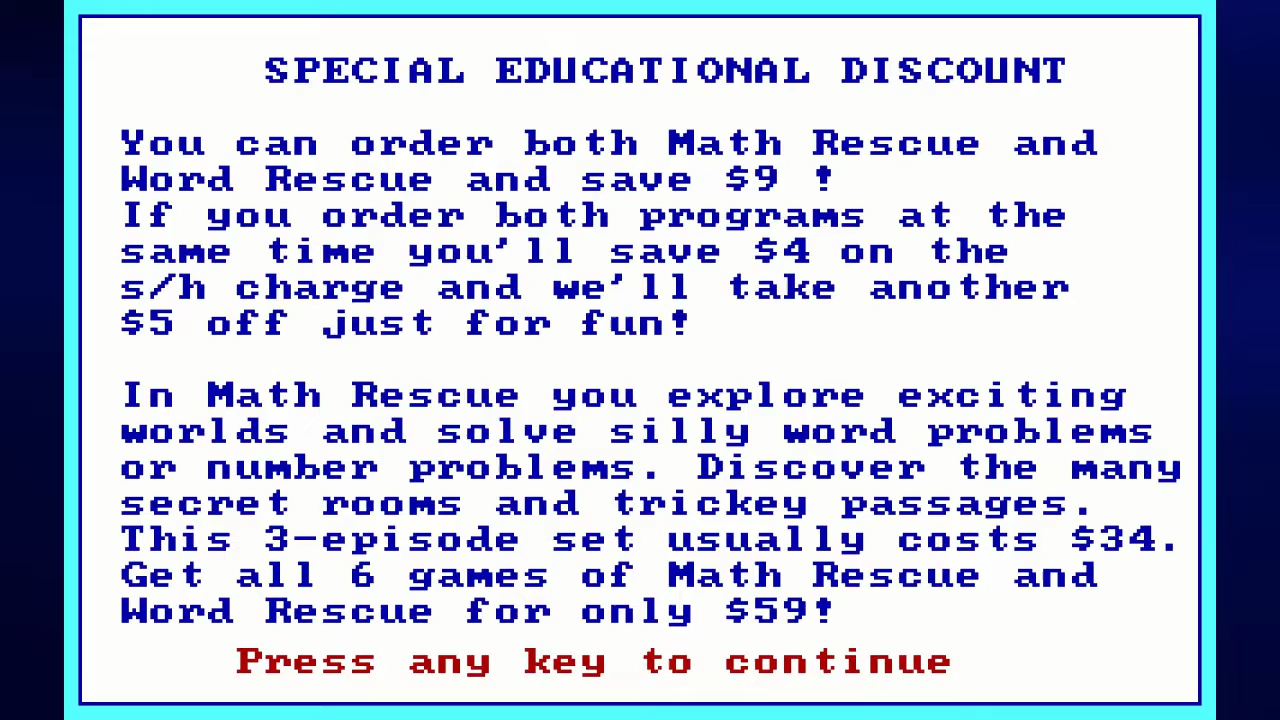 SPECIAL EDUCATIONAL DISCOUNT
You can order both Math Rescue and
Word Rescue and save $9 !
If you order both programs at the
same time you'll save $4 on the
s/h charge and we'll take another
$5 off just for fun!
In Math Rescue you explore exciting
worlds and solve silly word problems
or number problems. Discover the many
secret rooms and trickey passages.
This 3-episode set usually costs $34.
Get all 6 games of Math Rescue and
Word Rescue for only $59!
Press any key to continue